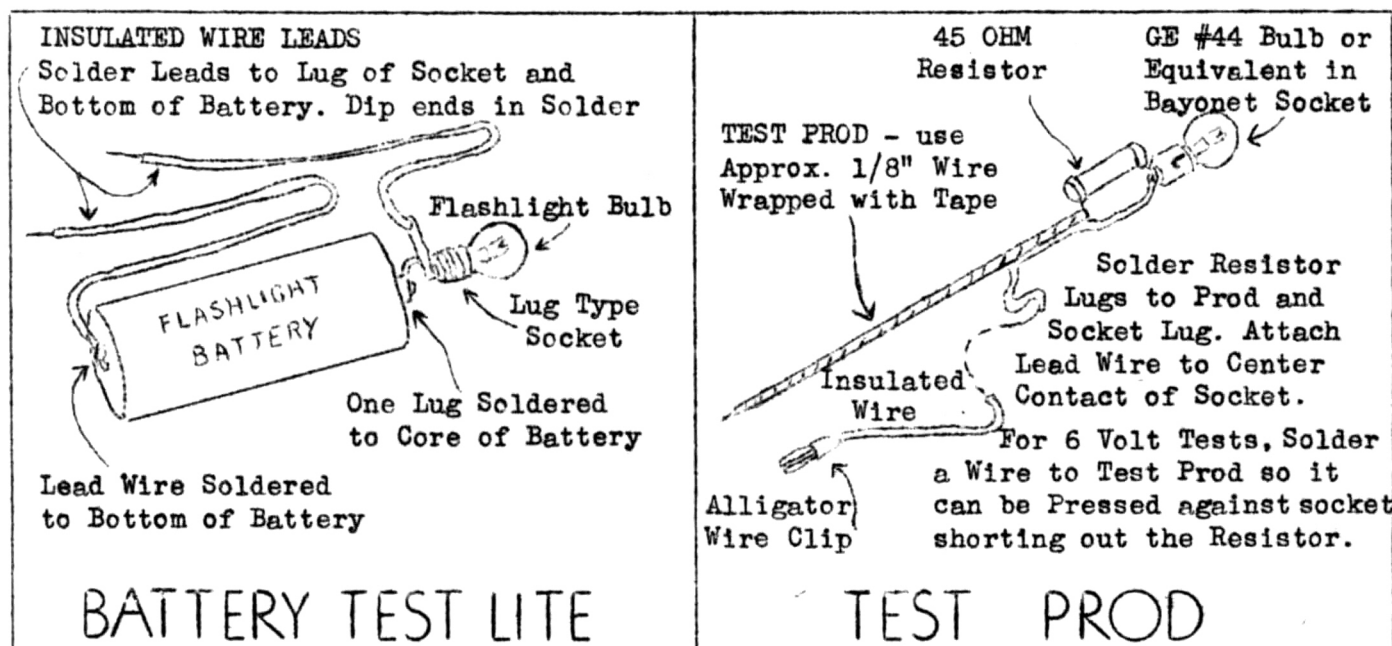 INSULATED WIRE LEADS
Solder Leads to Lug of Socket and
Bottom of Battery. Dip ends in Solder
Flashlight Bulb
FLASHLIGHT
BATTERY
Lug Type
Socket
One Lug Soldered
to Core of Battery
Lead Wire Soldered
to Bottom of Battery
BATTERY TEST LITE
45 OHM
Resistor
GE #44 Bulb or
Equivalent in
Bayonet Socket
TEST PROD - use
Approx. 1/8" Wire
Wrapped with Tape
Solder Resistor
Lugs to Prod and
Socket Lug. Attach
Lead Wire to Center
Contact of Socket.
Insulated
Wire
For 6 Volt Tests, Solder
a Wire to Test Prod so it
can be Pressed against socket
shorting out the Resistor.
Alligator
Wire Clip
TEST PROD